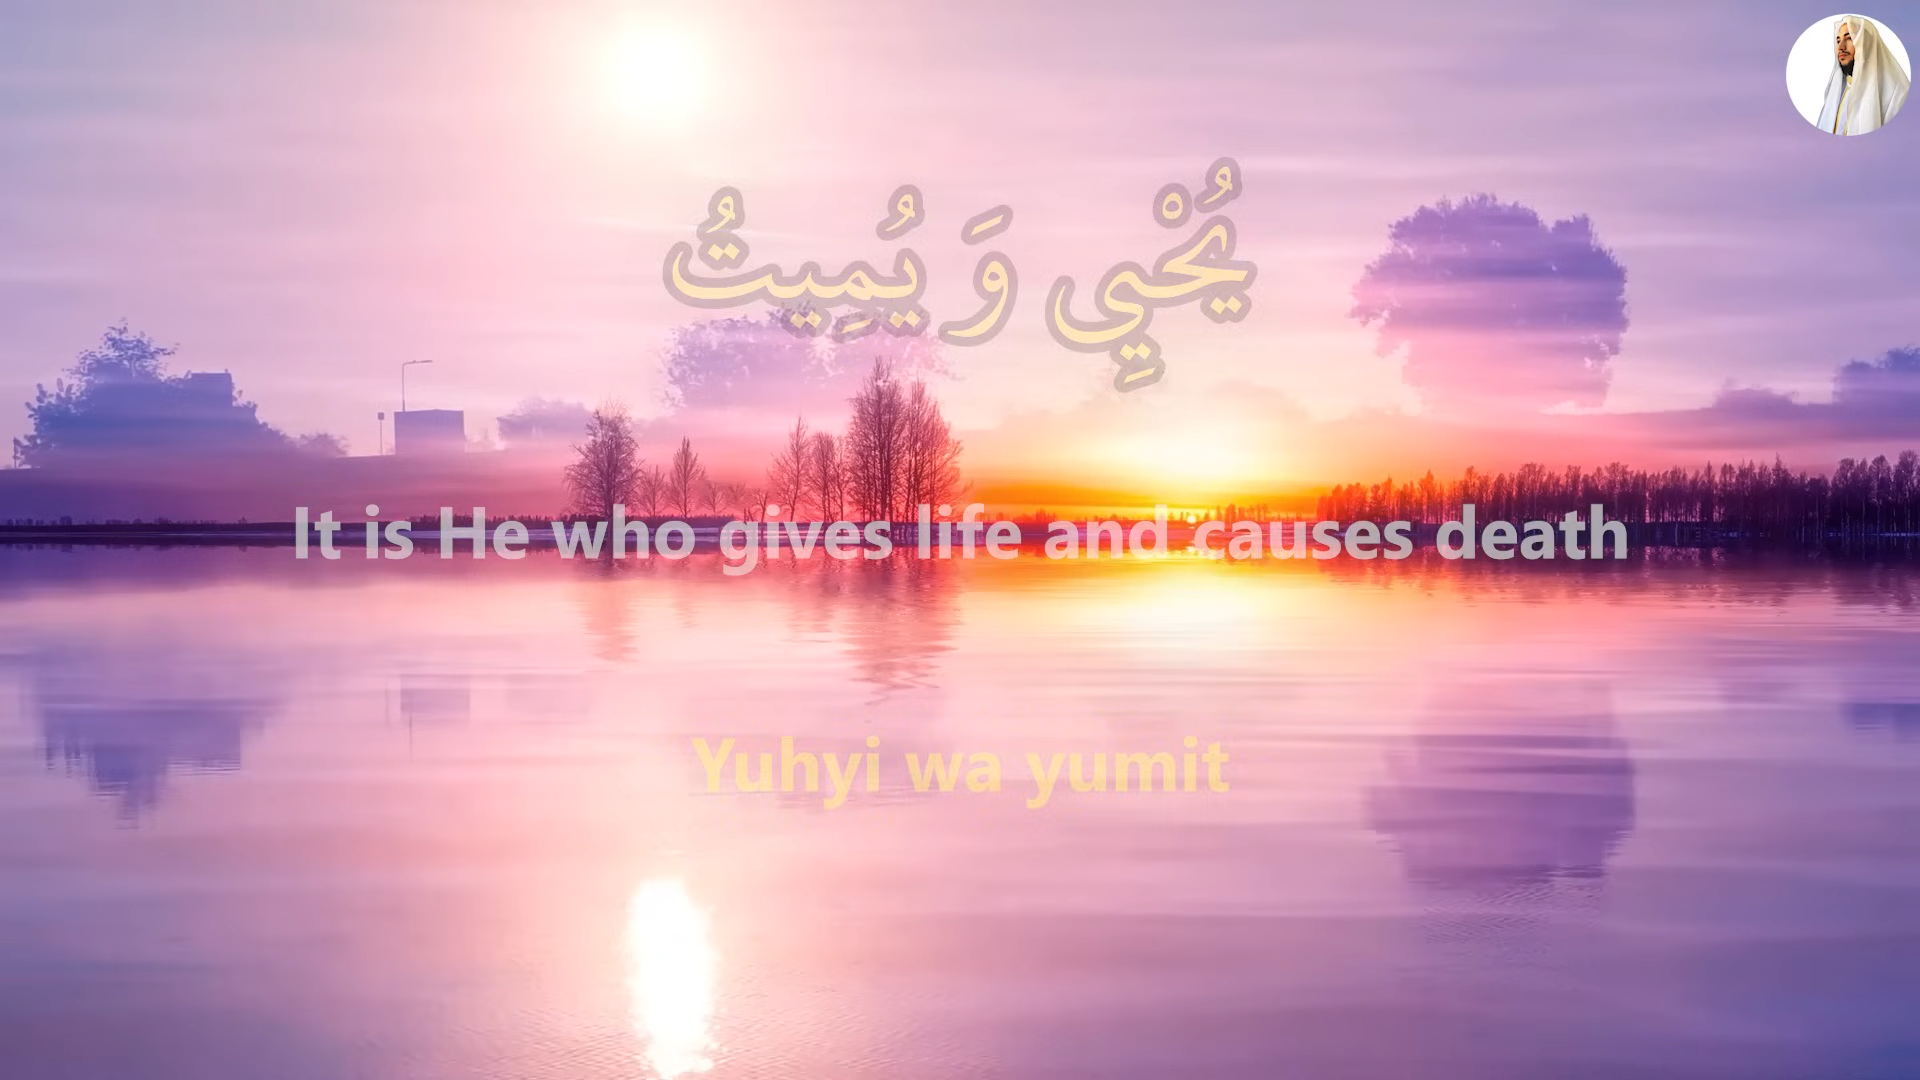 يُحْيِي وَ يُمِيتُ
It is He who gives life and causes death
Yuhyi wa yumit